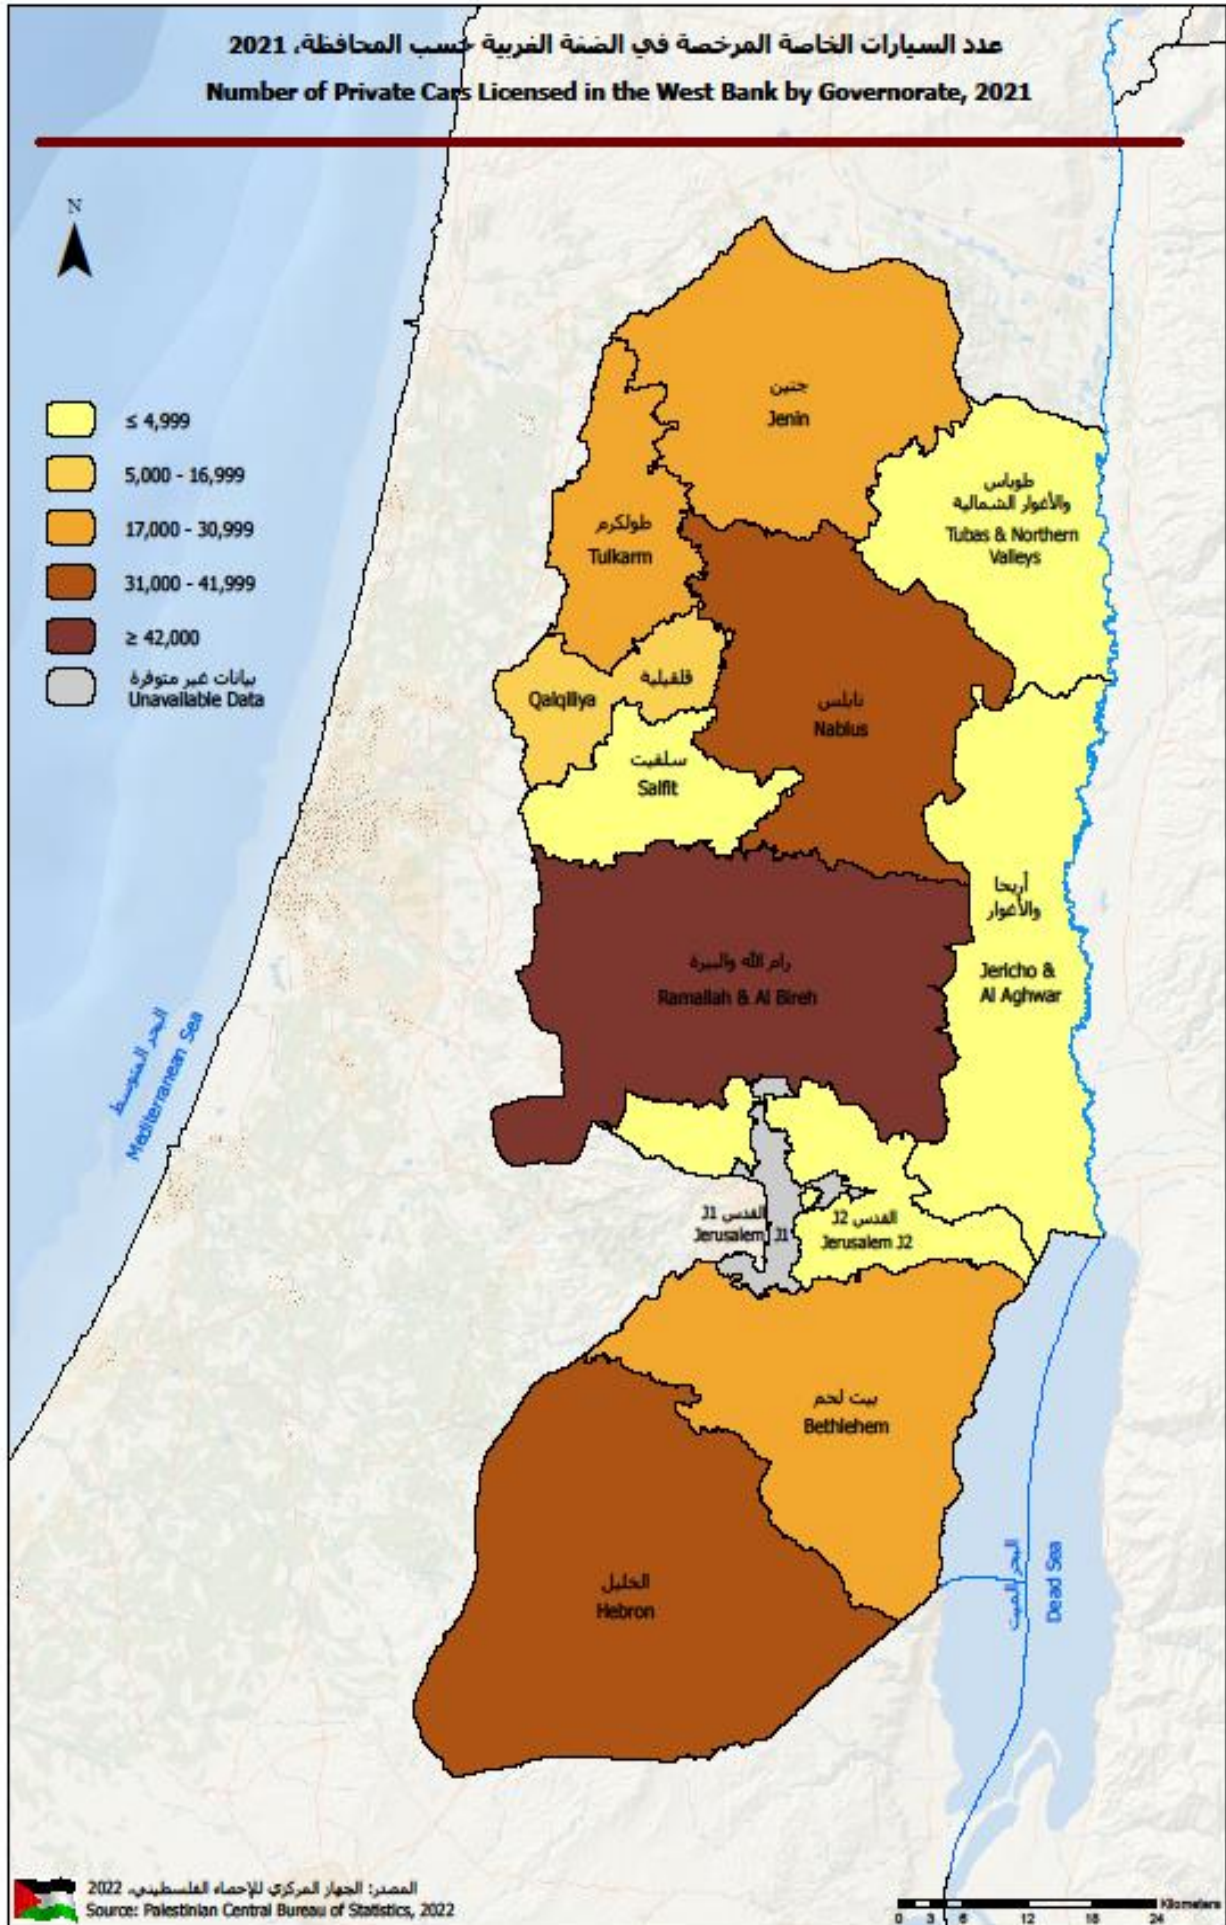 عدد السيارات الخاصة المرخصة في الضفة الغربية حسب المحافظة، 2021
Number of Private Cars Licensed in the West Bank by Governorate, 2021
N
≤ 4,999
5,000 - 16,999
17,000 - 30,999
31,000 - 41,999
≥ 42,000
بيانات غير متوفرة
Unavailable Data
جنين
Jenin
طوباس
والأغوار الشمالية
Tubas & Northern
Valleys
طولكرم
Tulkarm
قلقيلية
Qalqiliya
نابلس
Nablus
سلفيت
Salfit
أريحا
والأغوار
Jericho &
Al Aghwar
رام الله والبيرة
Ramallah & Al Bireh
البحر المتوسط
Mediterranean Sea
القدس J1
Jerusalem J1
القدس J2
Jerusalem J2
بيت لحم
Bethlehem
الخليل
Hebron
البحر الميت
Dead Sea
المصدر: الجهاز المركزي للإحصاء الفلسطيني، 2022
Source: Palestinian Central Bureau of Statistics, 2022
Kilometers
0 3 6 12 18 24